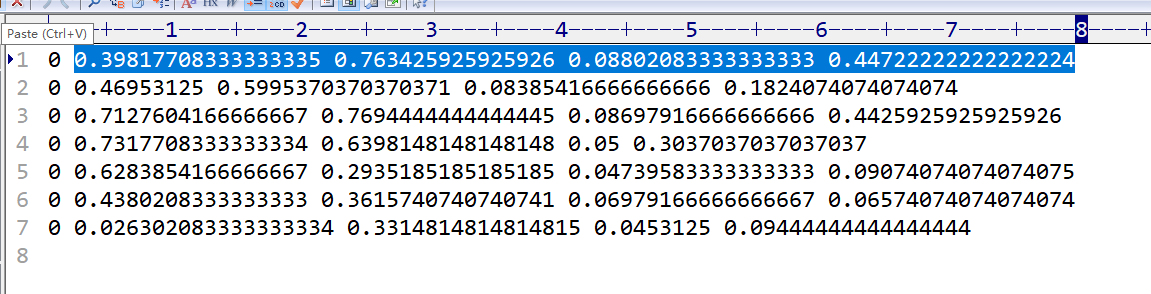 Paste (Ctrl+V)
----+----1----+----2----+----3----+----4----+----5----+----6----+----7----+----8----+
1 0 0.39817708333333335 0.763425925925926 0.08802083333333333 0.44722222222222224
2 0 0.46953125 0.5995370370370371 0.08385416666666666 0.1824074074074074
3 0 0.7127604166666667 0.7694444444444445 0.08697916666666666 0.4425925925925926
4 0 0.7317708333333334 0.6398148148148148 0.05 0.3037037037037037
5 0 0.6283854166666667 0.2935185185185185 0.04739583333333333 0.09074074074074075
6 0 0.4380208333333333 0.3615740740740741 0.06979166666666667 0.06574074074074074
7 0 0.026302083333333334 0.3314814814814815 0.0453125 0.09444444444444444
8